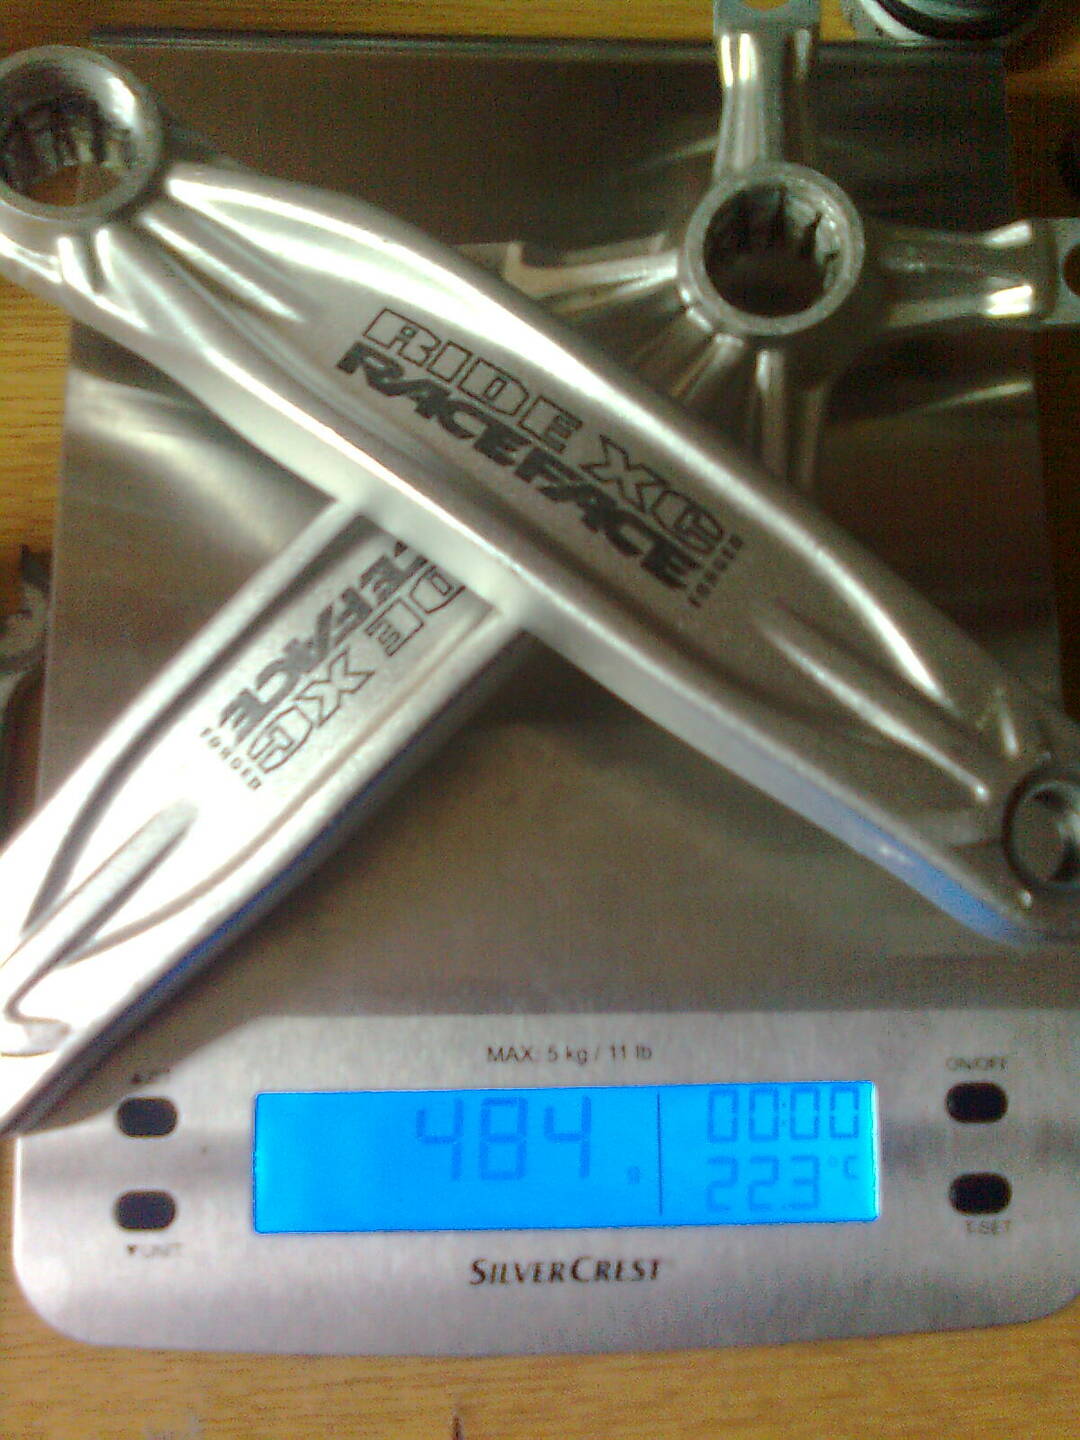 RIDE XC
RACEFACE
FORGED
RIDE XC
EFACE
FORGED
MAX: 5 kg / 11 lb
ON/OFF
484 g
00:00
22.3°C
▼UNIT
T-SET
SILVERCREST